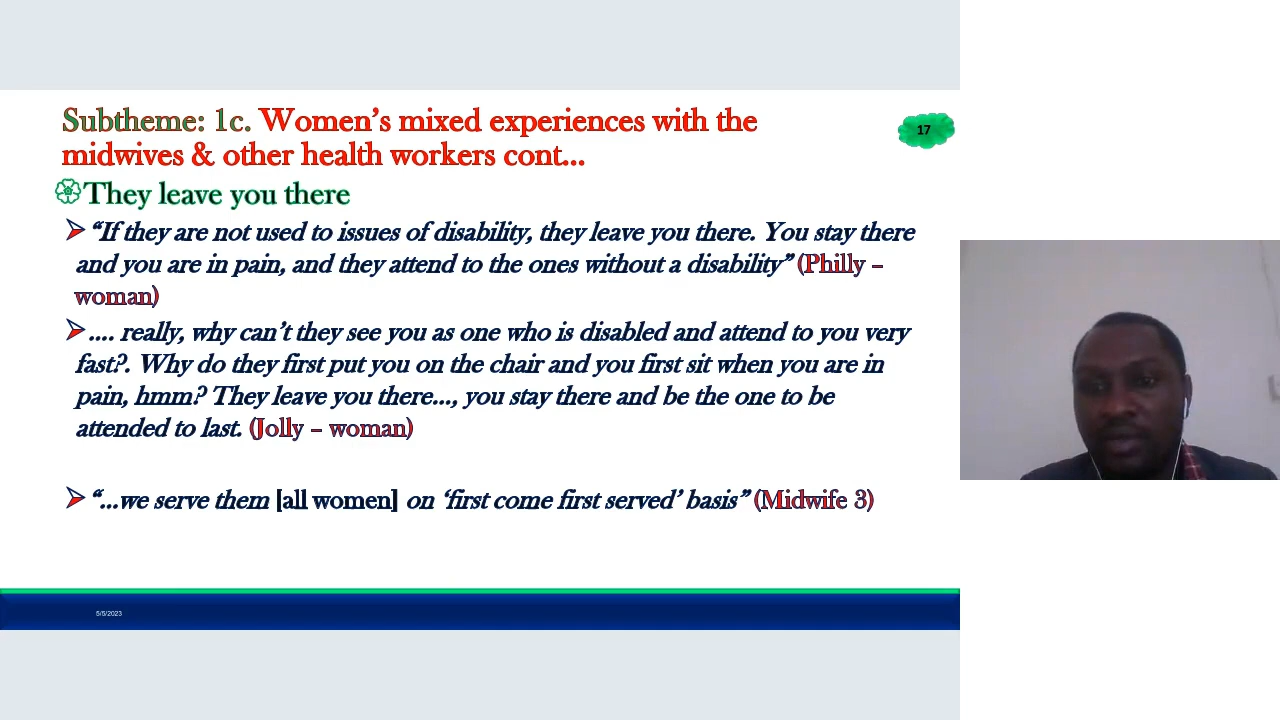 Subtheme: 1c. Women’s mixed experiences with the
midwives & other health workers cont...
17
They leave you there
“If they are not used to issues of disability, they leave you there. You stay there
and you are in pain, and they attend to the ones without a disability” (Philly –
woman)
.... really, why can’t they see you as one who is disabled and attend to you very
fast?. Why do they first put you on the chair and you first sit when you are in
pain, hmm? They leave you there..., you stay there and be the one to be
attended to last. (Jolly – woman)
“...we serve them [all women] on ‘first come first served’ basis” (Midwife 3)
5/5/2023